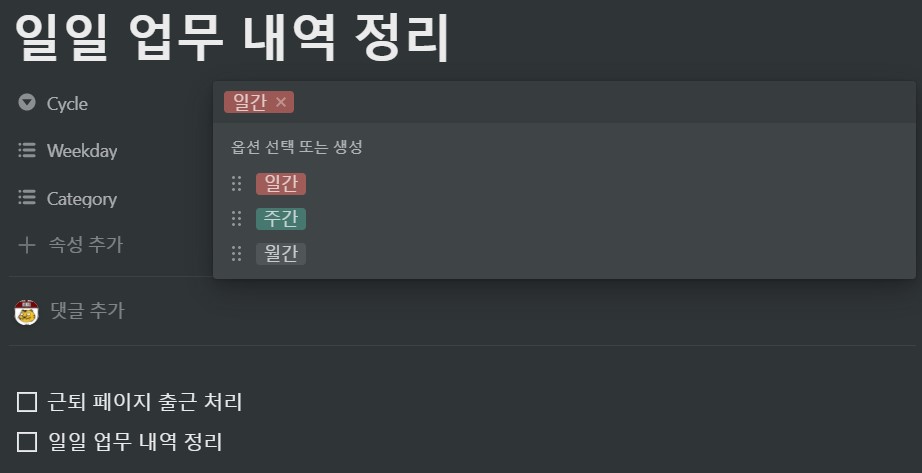 일일 업무 내역 정리
Cycle
일간 ×
Weekday
옵션 선택 또는 생성
일간
Category
주간
속성 추가
월간
댓글 추가
근퇴 페이지 출근 처리
일일 업무 내역 정리